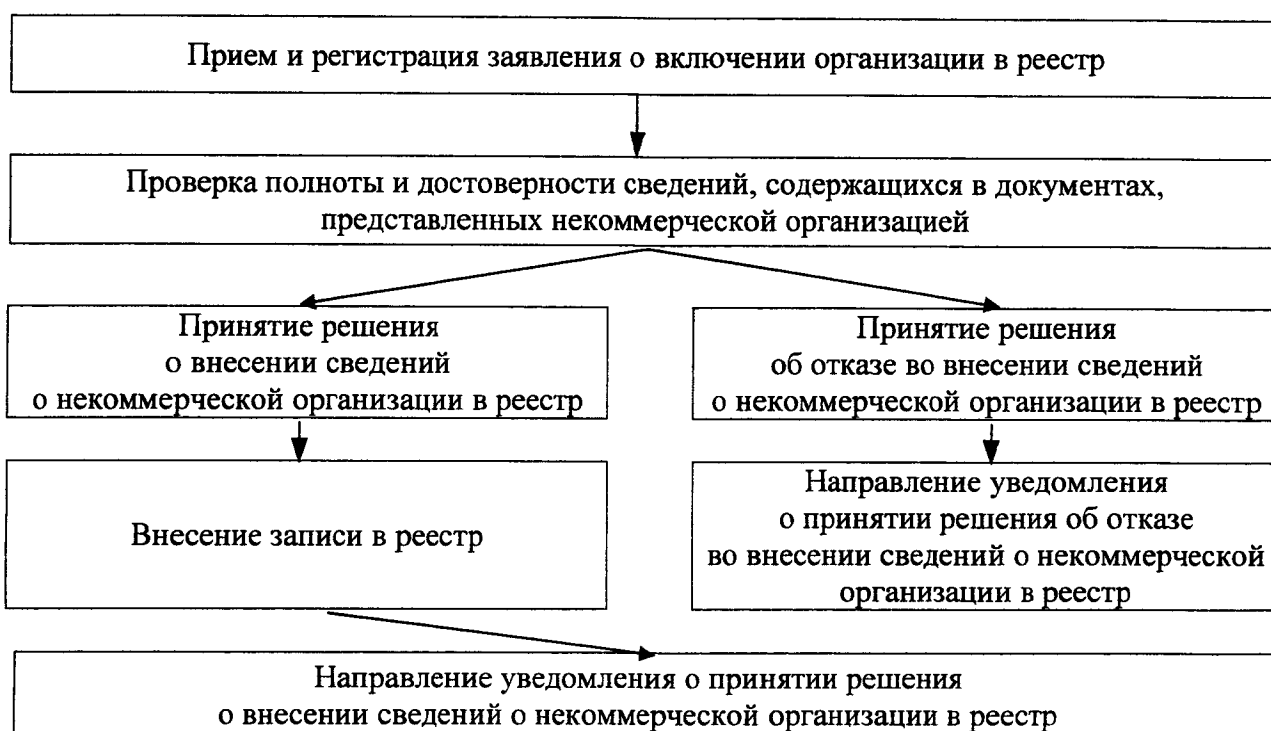 Прием и регистрация заявления о включении организации в реестр
Проверка полноты и достоверности сведений, содержащихся в документах,
представленных некоммерческой организацией
Принятие решения
о внесении сведений
о некоммерческой организации в реестр
Принятие решения
об отказе во внесении сведений
о некоммерческой организации в реестр
Внесение записи в реестр
Направление уведомления
о принятии решения об отказе
во внесении сведений о некоммерческой
организации в реестр
Направление уведомления о принятии решения
о внесении сведений о некоммерческой организации в реестр